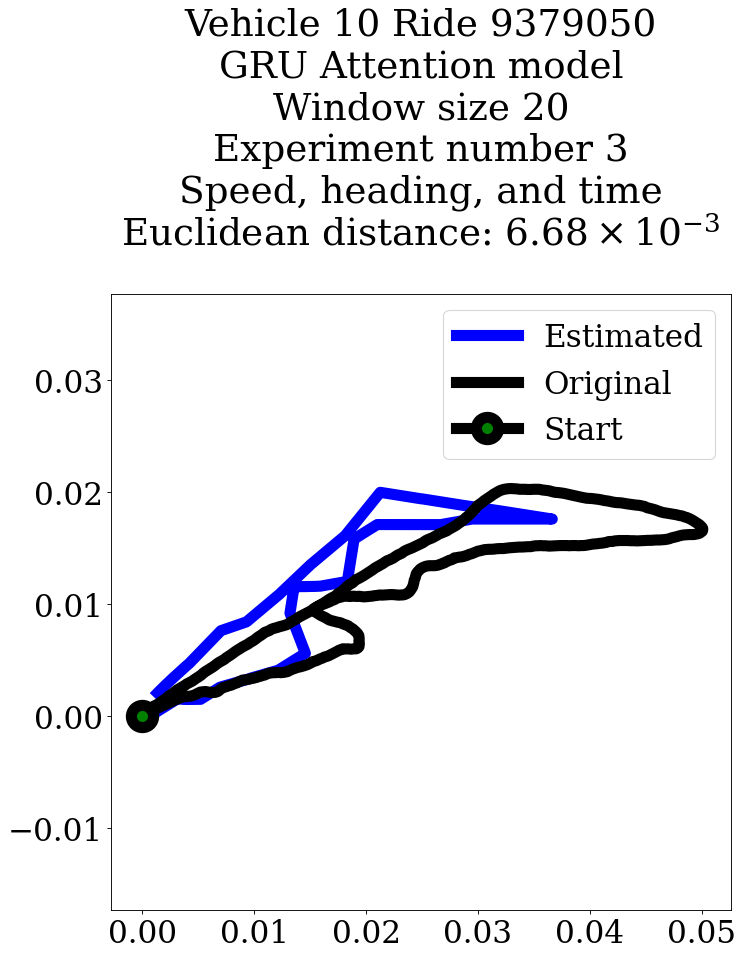 Vehicle 10 Ride 9379050
GRU Attention model
Window size 20
Experiment number 3
Speed, heading, and time
Euclidean distance: 6.68 × 10⁻³
Estimated
Original
Start
0.03
0.02
0.01
0.00
−0.01
0.00 0.01 0.02 0.03 0.04 0.05